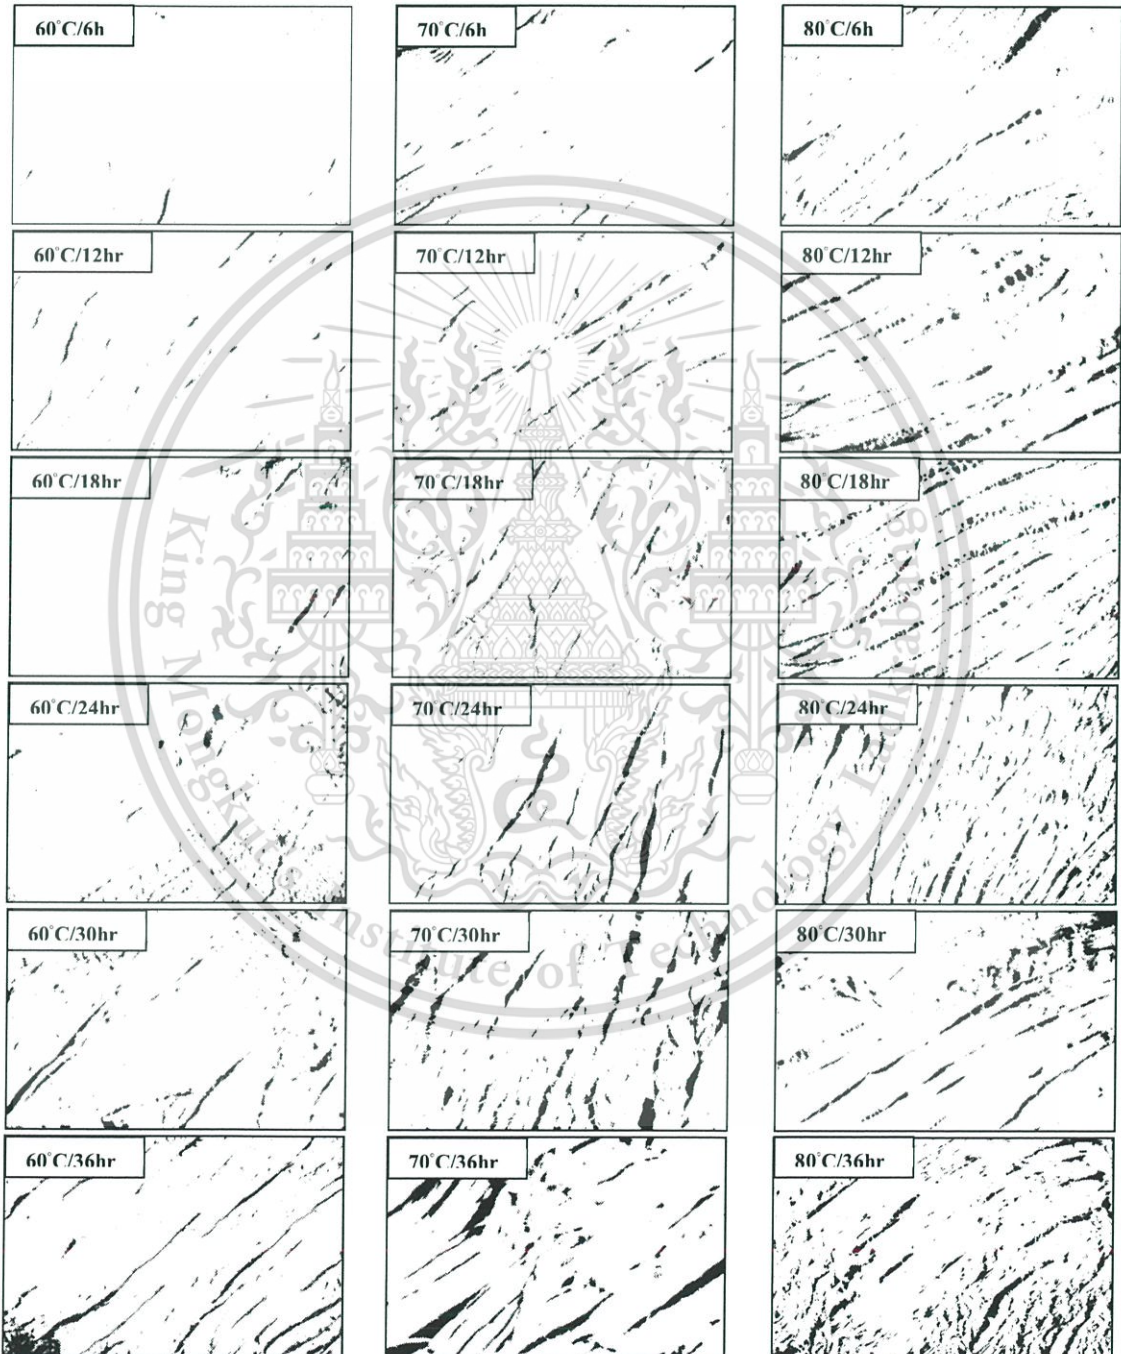 60°C/6h
70°C/6h
80°C/6h
60°C/12hr
70°C/12hr
80°C/12hr
60°C/18hr
70°C/18hr
80°C/18hr
60°C/24hr
70°C/24hr
80°C/24hr
60°C/30hr
70°C/30hr
80°C/30hr
60°C/36hr
70°C/36hr
80°C/36hr
King Mongkut's Institute of Technology Ladkrabang